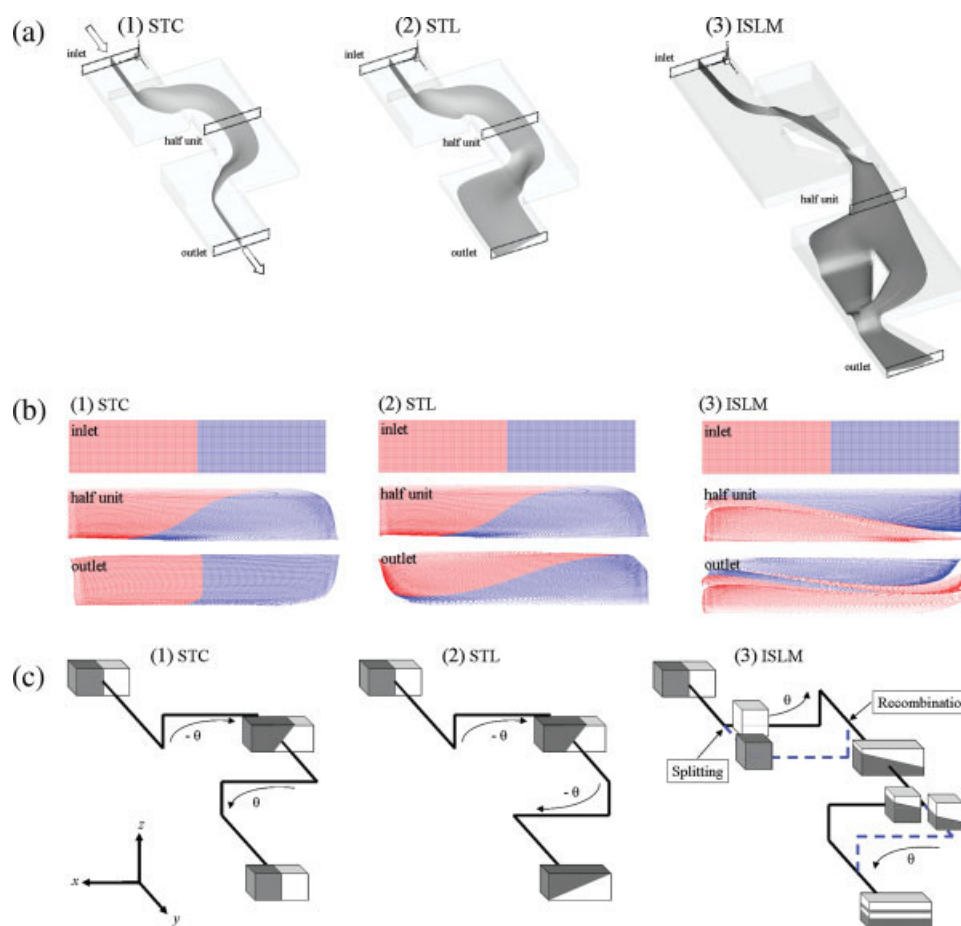 (a)
(1) STC
(2) STL
(3) ISLM
inlet
half unit
outlet
inlet
half unit
outlet
inlet
half unit
outlet
(b)
(1) STC
(2) STL
(3) ISLM
inlet
inlet
inlet
half unit
half unit
half unit
outlet
outlet
outlet
(c)
(1) STC
(2) STL
(3) ISLM
- θ
θ
- θ
- θ
θ
Recombination
Splitting
θ
z
x
y